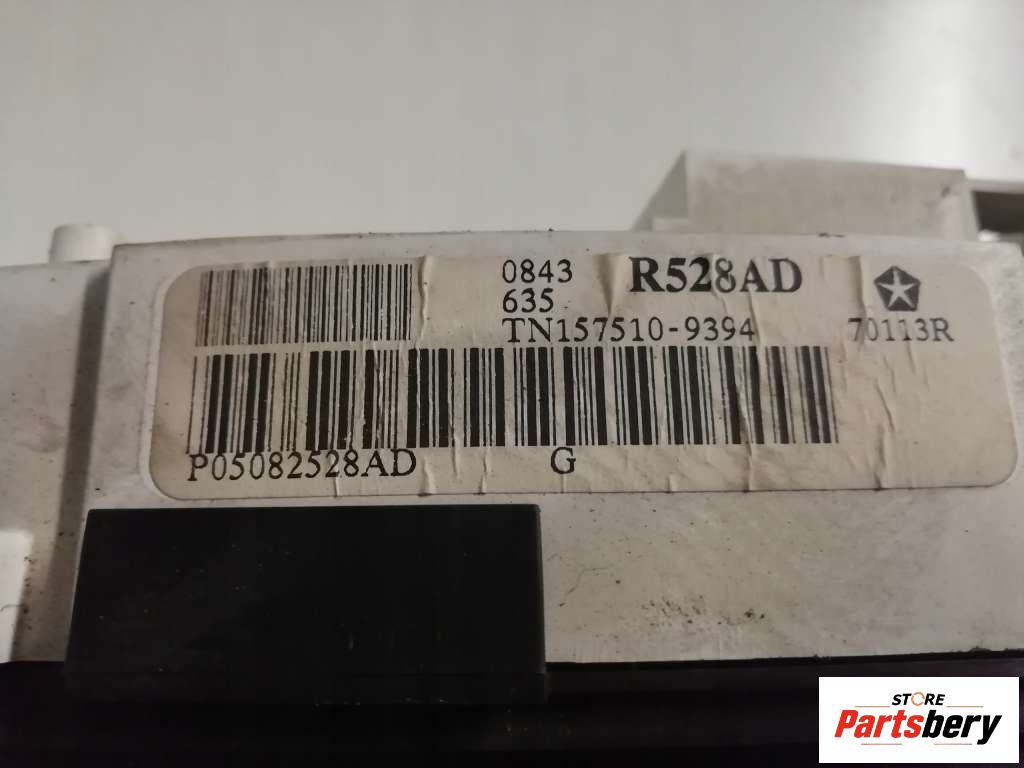 0843 R528AD
635
TN157510-9394 70113R
P05082528AD G
STORE
Partsbery